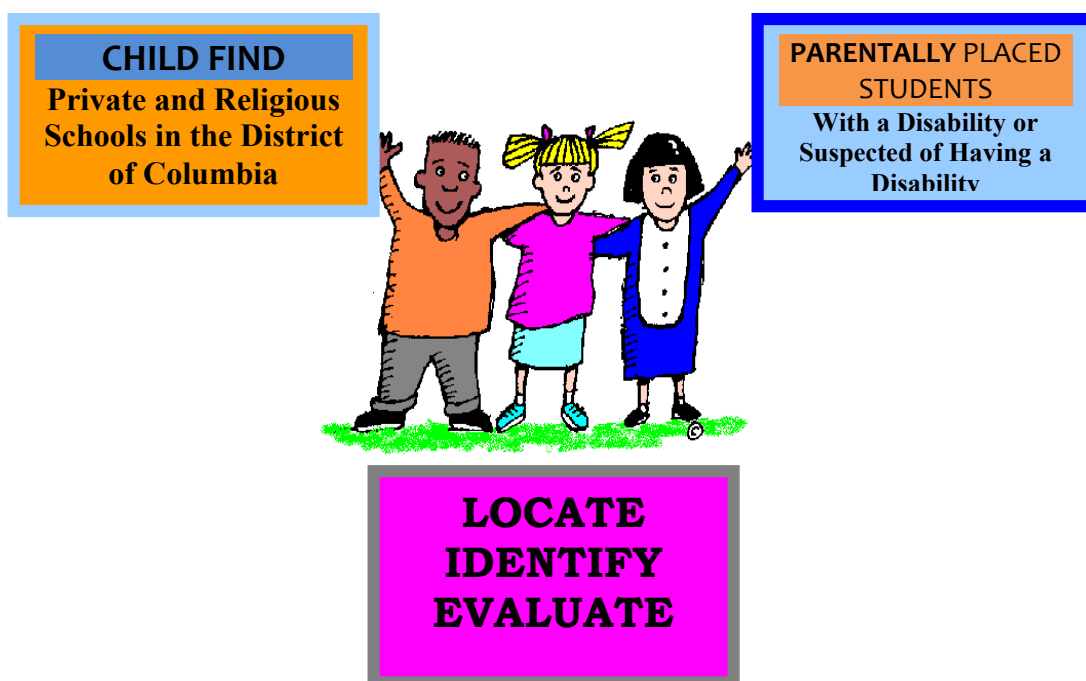 CHILD FIND
Private and Religious
Schools in the District
of Columbia
PARENTALLY PLACED
STUDENTS
With a Disability or
Suspected of Having a
Disability
©
LOCATE
IDENTIFY
EVALUATE